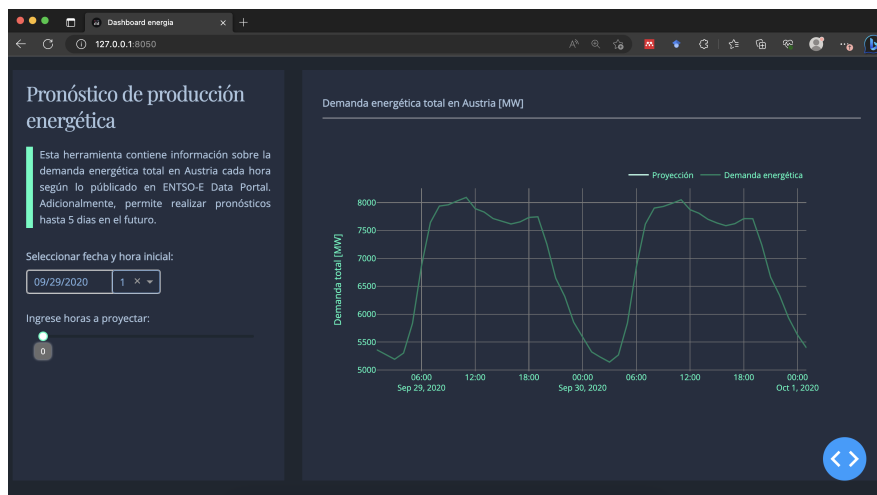 Dashboard energia
127.0.0.1:8050
Pronóstico de producción
energética
Esta herramienta contiene información sobre la
demanda energética total en Austria cada hora
según lo públicado en ENTSO-E Data Portal.
Adicionalmente, permite realizar pronósticos
hasta 5 dias en el futuro.
Seleccionar fecha y hora inicial:
09/29/2020 1
Ingrese horas a proyectar:
0
Demanda energética total en Austria [MW]
Proyección Demanda energética
Demanda total [MW]
8000
7500
7000
6500
6000
5500
5000
06:00 12:00 18:00 00:00 06:00 12:00 18:00 00:00
Sep 29, 2020 Sep 30, 2020 Oct 1, 2020